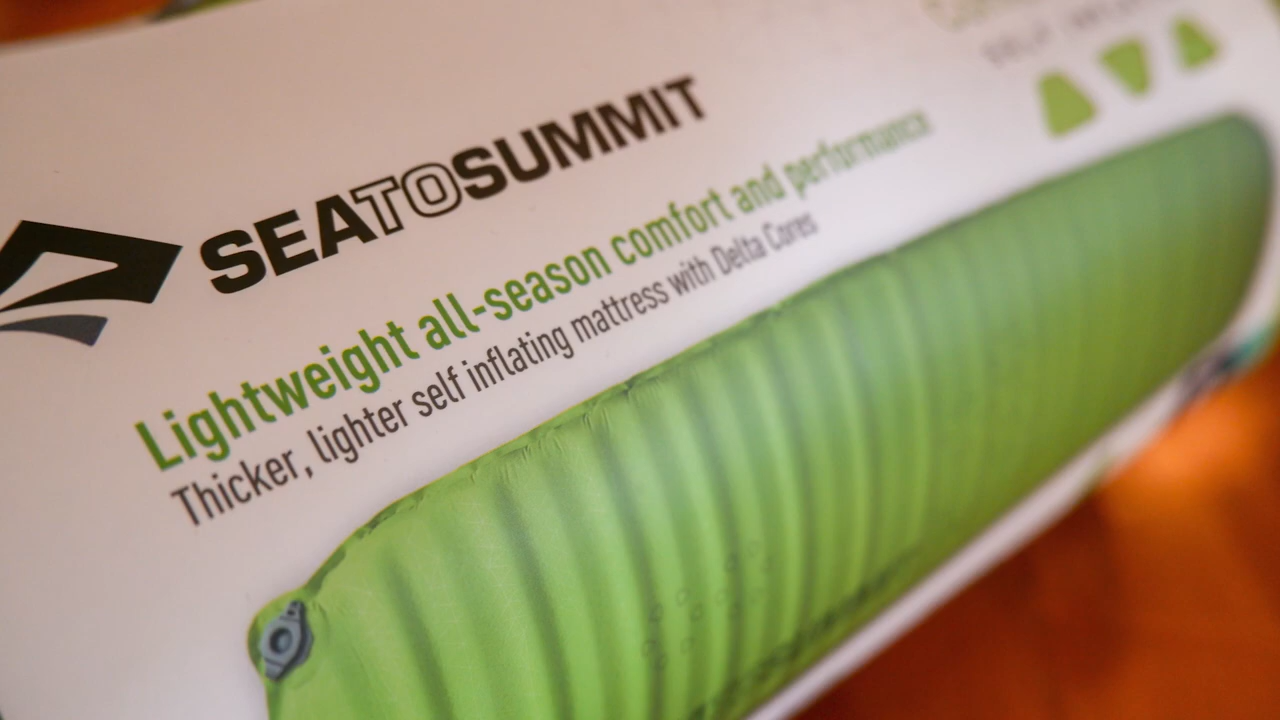 SEATOSUMMIT
Lightweight all-season comfort and performance
Thicker, lighter self inflating mattress with Delta Cores